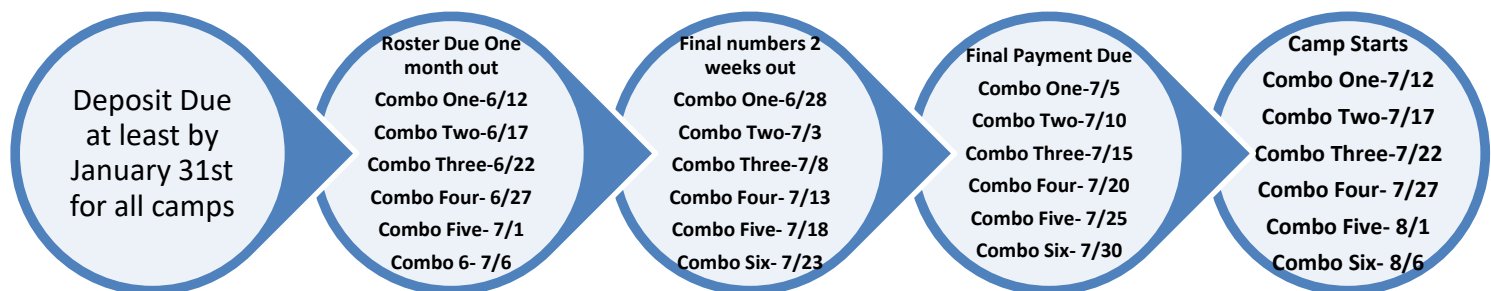 Deposit Due
at least by
January 31st
for all camps
Roster Due One
month out
Combo One-6/12
Combo Two-6/17
Combo Three-6/22
Combo Four- 6/27
Combo Five- 7/1
Combo 6- 7/6
Final numbers 2
weeks out
Combo One-6/28
Combo Two-7/3
Combo Three-7/8
Combo Four- 7/13
Combo Five- 7/18
Combo Six- 7/23
Final Payment Due
Combo One-7/5
Combo Two-7/10
Combo Three-7/15
Combo Four- 7/20
Combo Five- 7/25
Combo Six- 7/30
Camp Starts
Combo One-7/12
Combo Two-7/17
Combo Three-7/22
Combo Four- 7/27
Combo Five- 8/1
Combo Six- 8/6